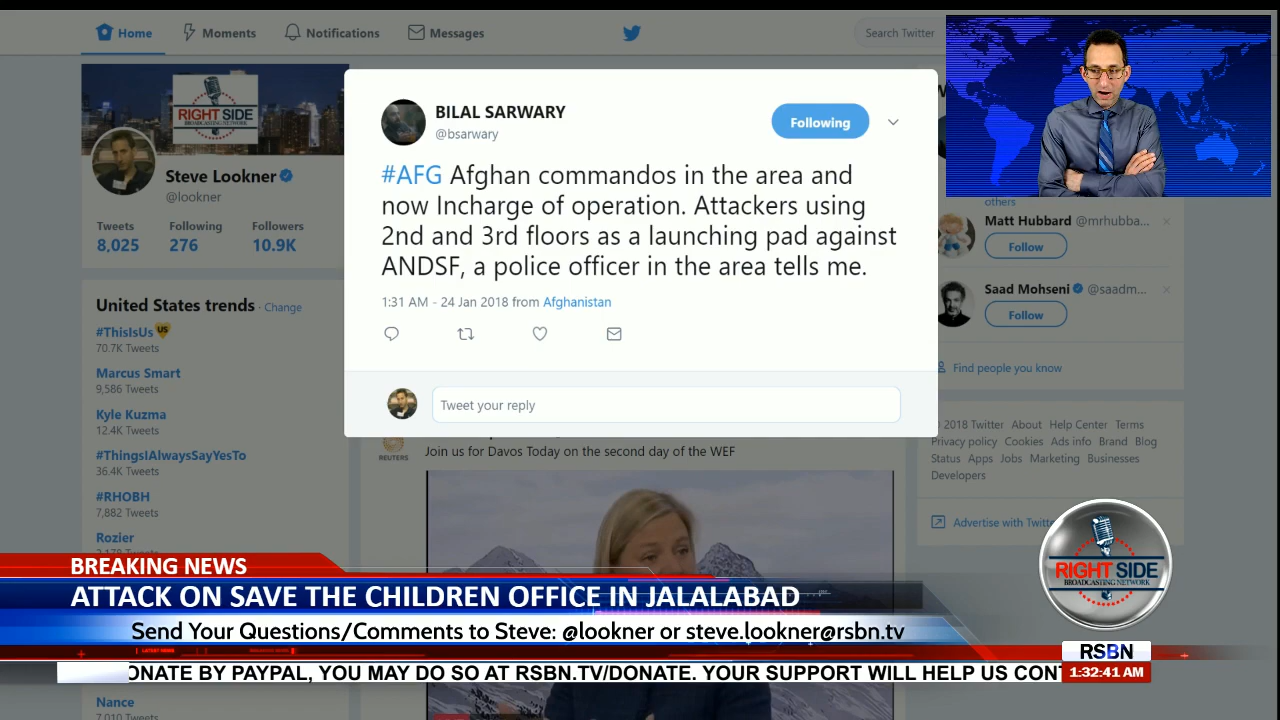 Home
Moments
Notifications
Messages
Search Twitter
RIGHT SIDE
BROADCASTING NETWORK
Steve Lookner
@lookner
Tweets
Following
Followers
8,025
276
10.9K
United States trends · Change
#ThisIsUs
US
70.7K Tweets
Marcus Smart
9,586 Tweets
Kyle Kuzma
12.4K Tweets
#ThingsIAlwaysSayYesTo
36.4K Tweets
#RHOBH
7,882 Tweets
Rozier
Nance
7,010 Tweets
BILAL SARWARY
@bsarwary
Following
#AFG Afghan commandos in the area and
now Incharge of operation. Attackers using
2nd and 3rd floors as a launching pad against
ANDSF, a police officer in the area tells me.
1:31 AM - 24 Jan 2018 from Afghanistan
Tweet your reply
REUTERS
Join us for Davos Today on the second day of the WEF
others
Matt Hubbard @mrhubba...
Follow
Saad Mohseni @saadm...
Follow
Find people you know
© 2018 Twitter About Help Center Terms
Privacy policy Cookies Ads info Brand Blog
Status Apps Jobs Marketing Businesses
Developers
Advertise with Twitt
RIGHT SIDE
BROADCASTING NETWORK
BREAKING NEWS
ATTACK ON SAVE THE CHILDREN OFFICE IN JALALABAD
Send Your Questions/Comments to Steve: @lookner or steve.lookner@rsbn.tv
LATEST NEWS
BREAKING NEWS
ONATE BY PAYPAL, YOU MAY DO SO AT RSBN.TV/DONATE. YOUR SUPPORT WILL HELP US CON
RSBN
1:32:41 AM